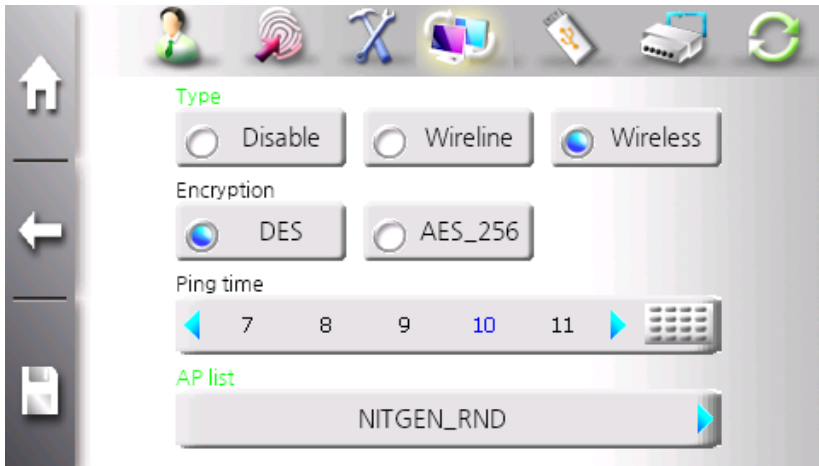 Type
Disable Wireline Wireless
Encryption
DES AES_256
Ping time
7 8 9 10 11
AP list
NITGEN_RND